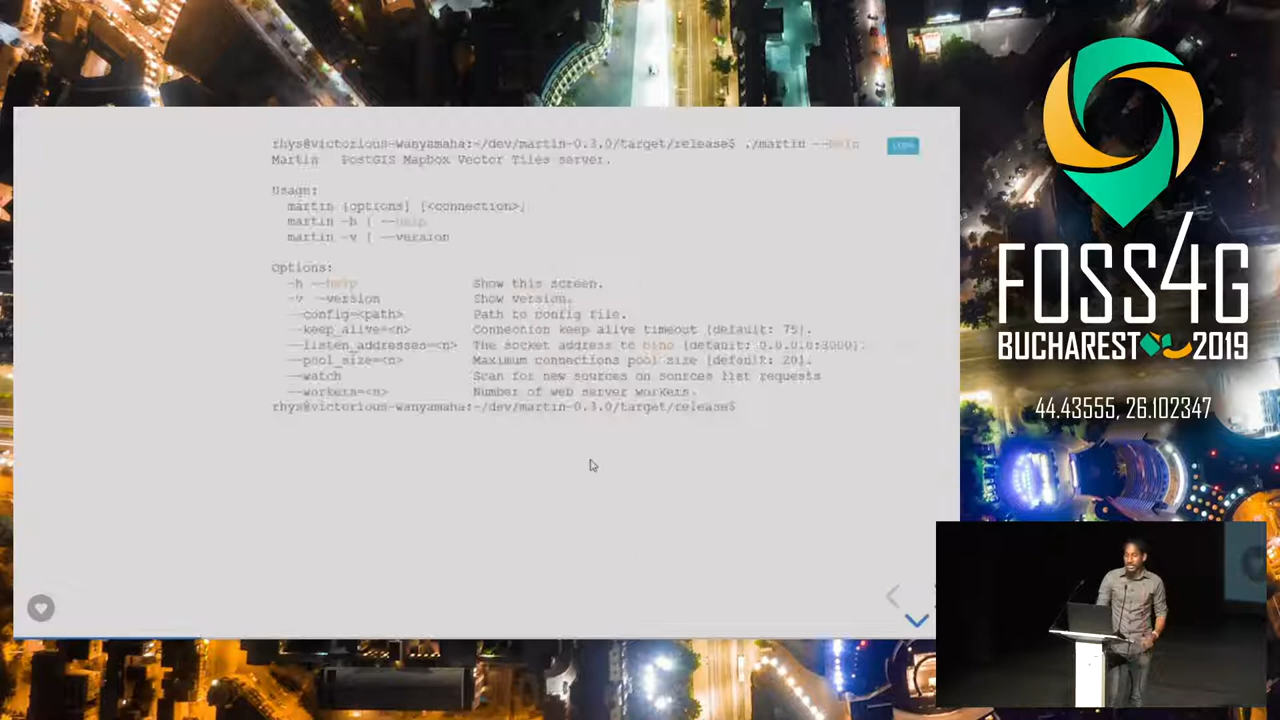 rhys@victorious-wanyamaha:~/dev/martin-0.3.0/target/release$ ./martin --help
Martin - PostGIS Mapbox Vector Tiles server.
Usage:
martin [options] [<connection>]
martin -h | --help
martin -v | --version
Options:
-h --help Show this screen.
-v --version Show version.
--config=<path> Path to config file.
--keep_alive=<n> Connection keep alive timeout [default: 75].
--listen_addresses=<n> The socket address to bind [default: 0.0.0.0:3000].
--pool_size=<n> Maximum connections pool size [default: 20].
--watch Scan for new sources on sources list requests
--workers=<n> Number of web server workers.
rhys@victorious-wanyamaha:~/dev/martin-0.3.0/target/release$
FOSS4G
BUCHAREST 2019
44.43555, 26.102347